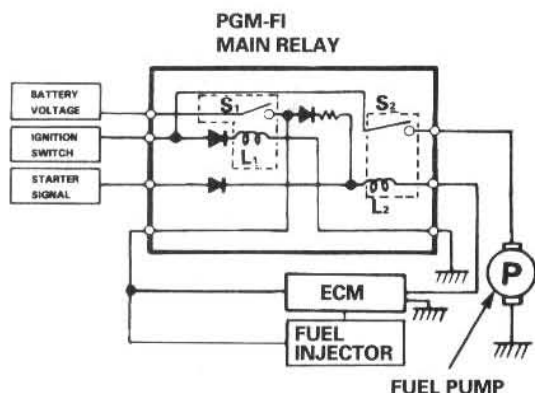 PGM-FI
MAIN RELAY
BATTERY
VOLTAGE
IGNITION
SWITCH
STARTER
SIGNAL
S1
L1
S2
L2
ECM
FUEL
INJECTOR
P
FUEL PUMP